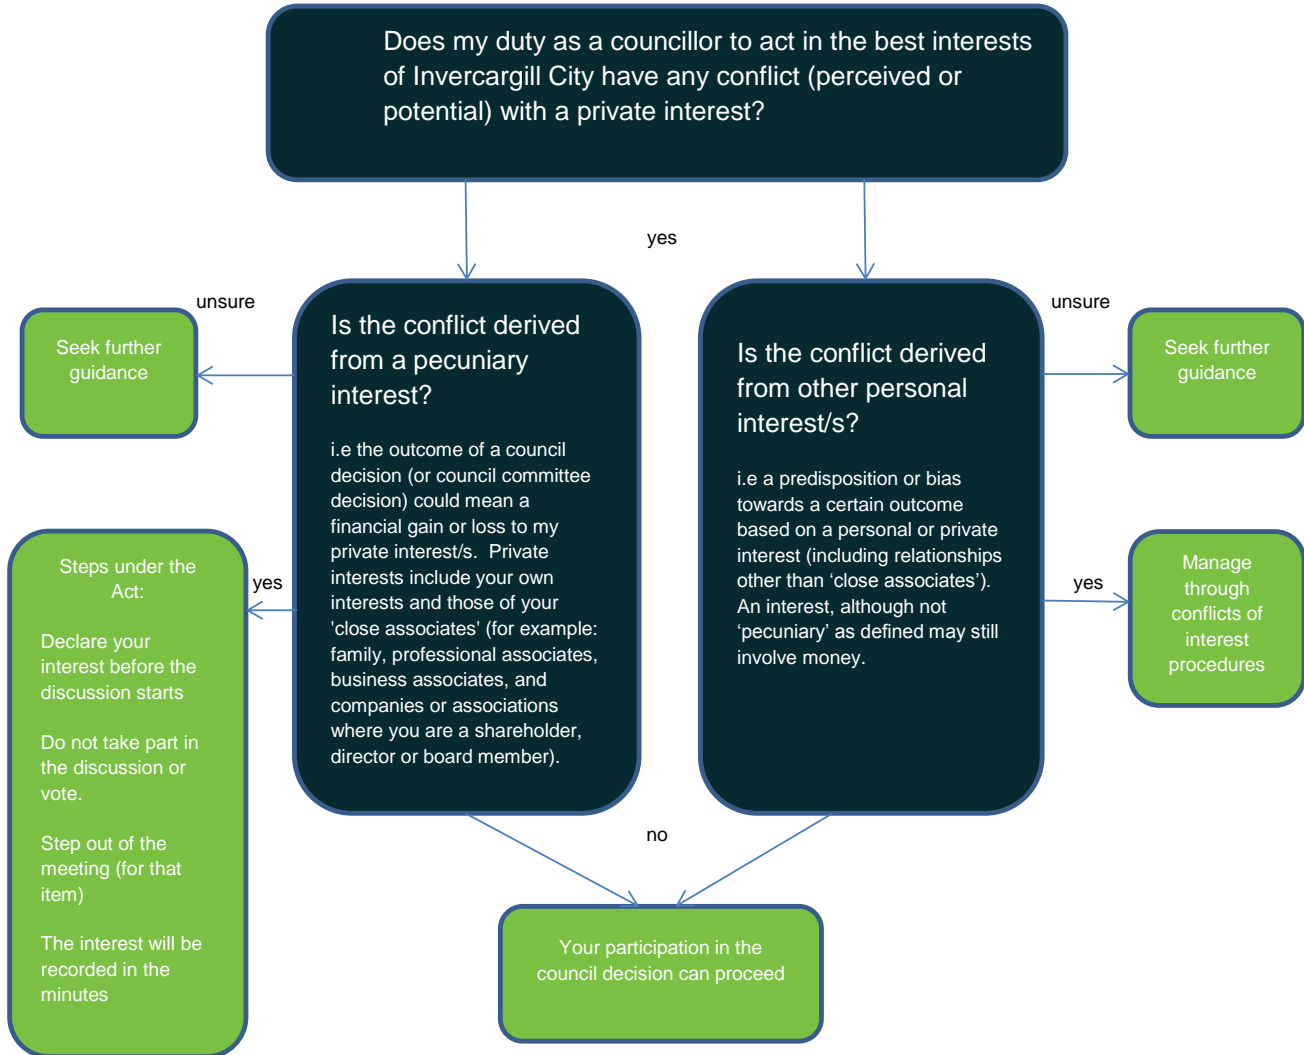 Does my duty as a councillor to act in the best interests
of Invercargill City have any conflict (perceived or
potential) with a private interest?
yes
unsure
Seek further
guidance
Is the conflict derived
from a pecuniary
interest?
i.e the outcome of a council
decision (or council committee
decision) could mean a
financial gain or loss to my
private interest/s.  Private
interests include your own
interests and those of your
'close associates' (for example:
family, professional associates,
business associates, and
companies or associations
where you are a shareholder,
director or board member).
Is the conflict derived
from other personal
interest/s?
i.e a predisposition or bias
towards a certain outcome
based on a personal or private
interest (including relationships
other than ‘close associates’).
An interest, although not
‘pecuniary’ as defined may still
involve money.
unsure
Seek further
guidance
yes
Steps under the
Act:
Declare your
interest before the
discussion starts
Do not take part in
the discussion or
vote.
Step out of the
meeting (for that
item)
The interest will be
recorded in the
minutes
yes
Manage
through
conflicts of
interest
procedures
no
Your participation in the
council decision can proceed